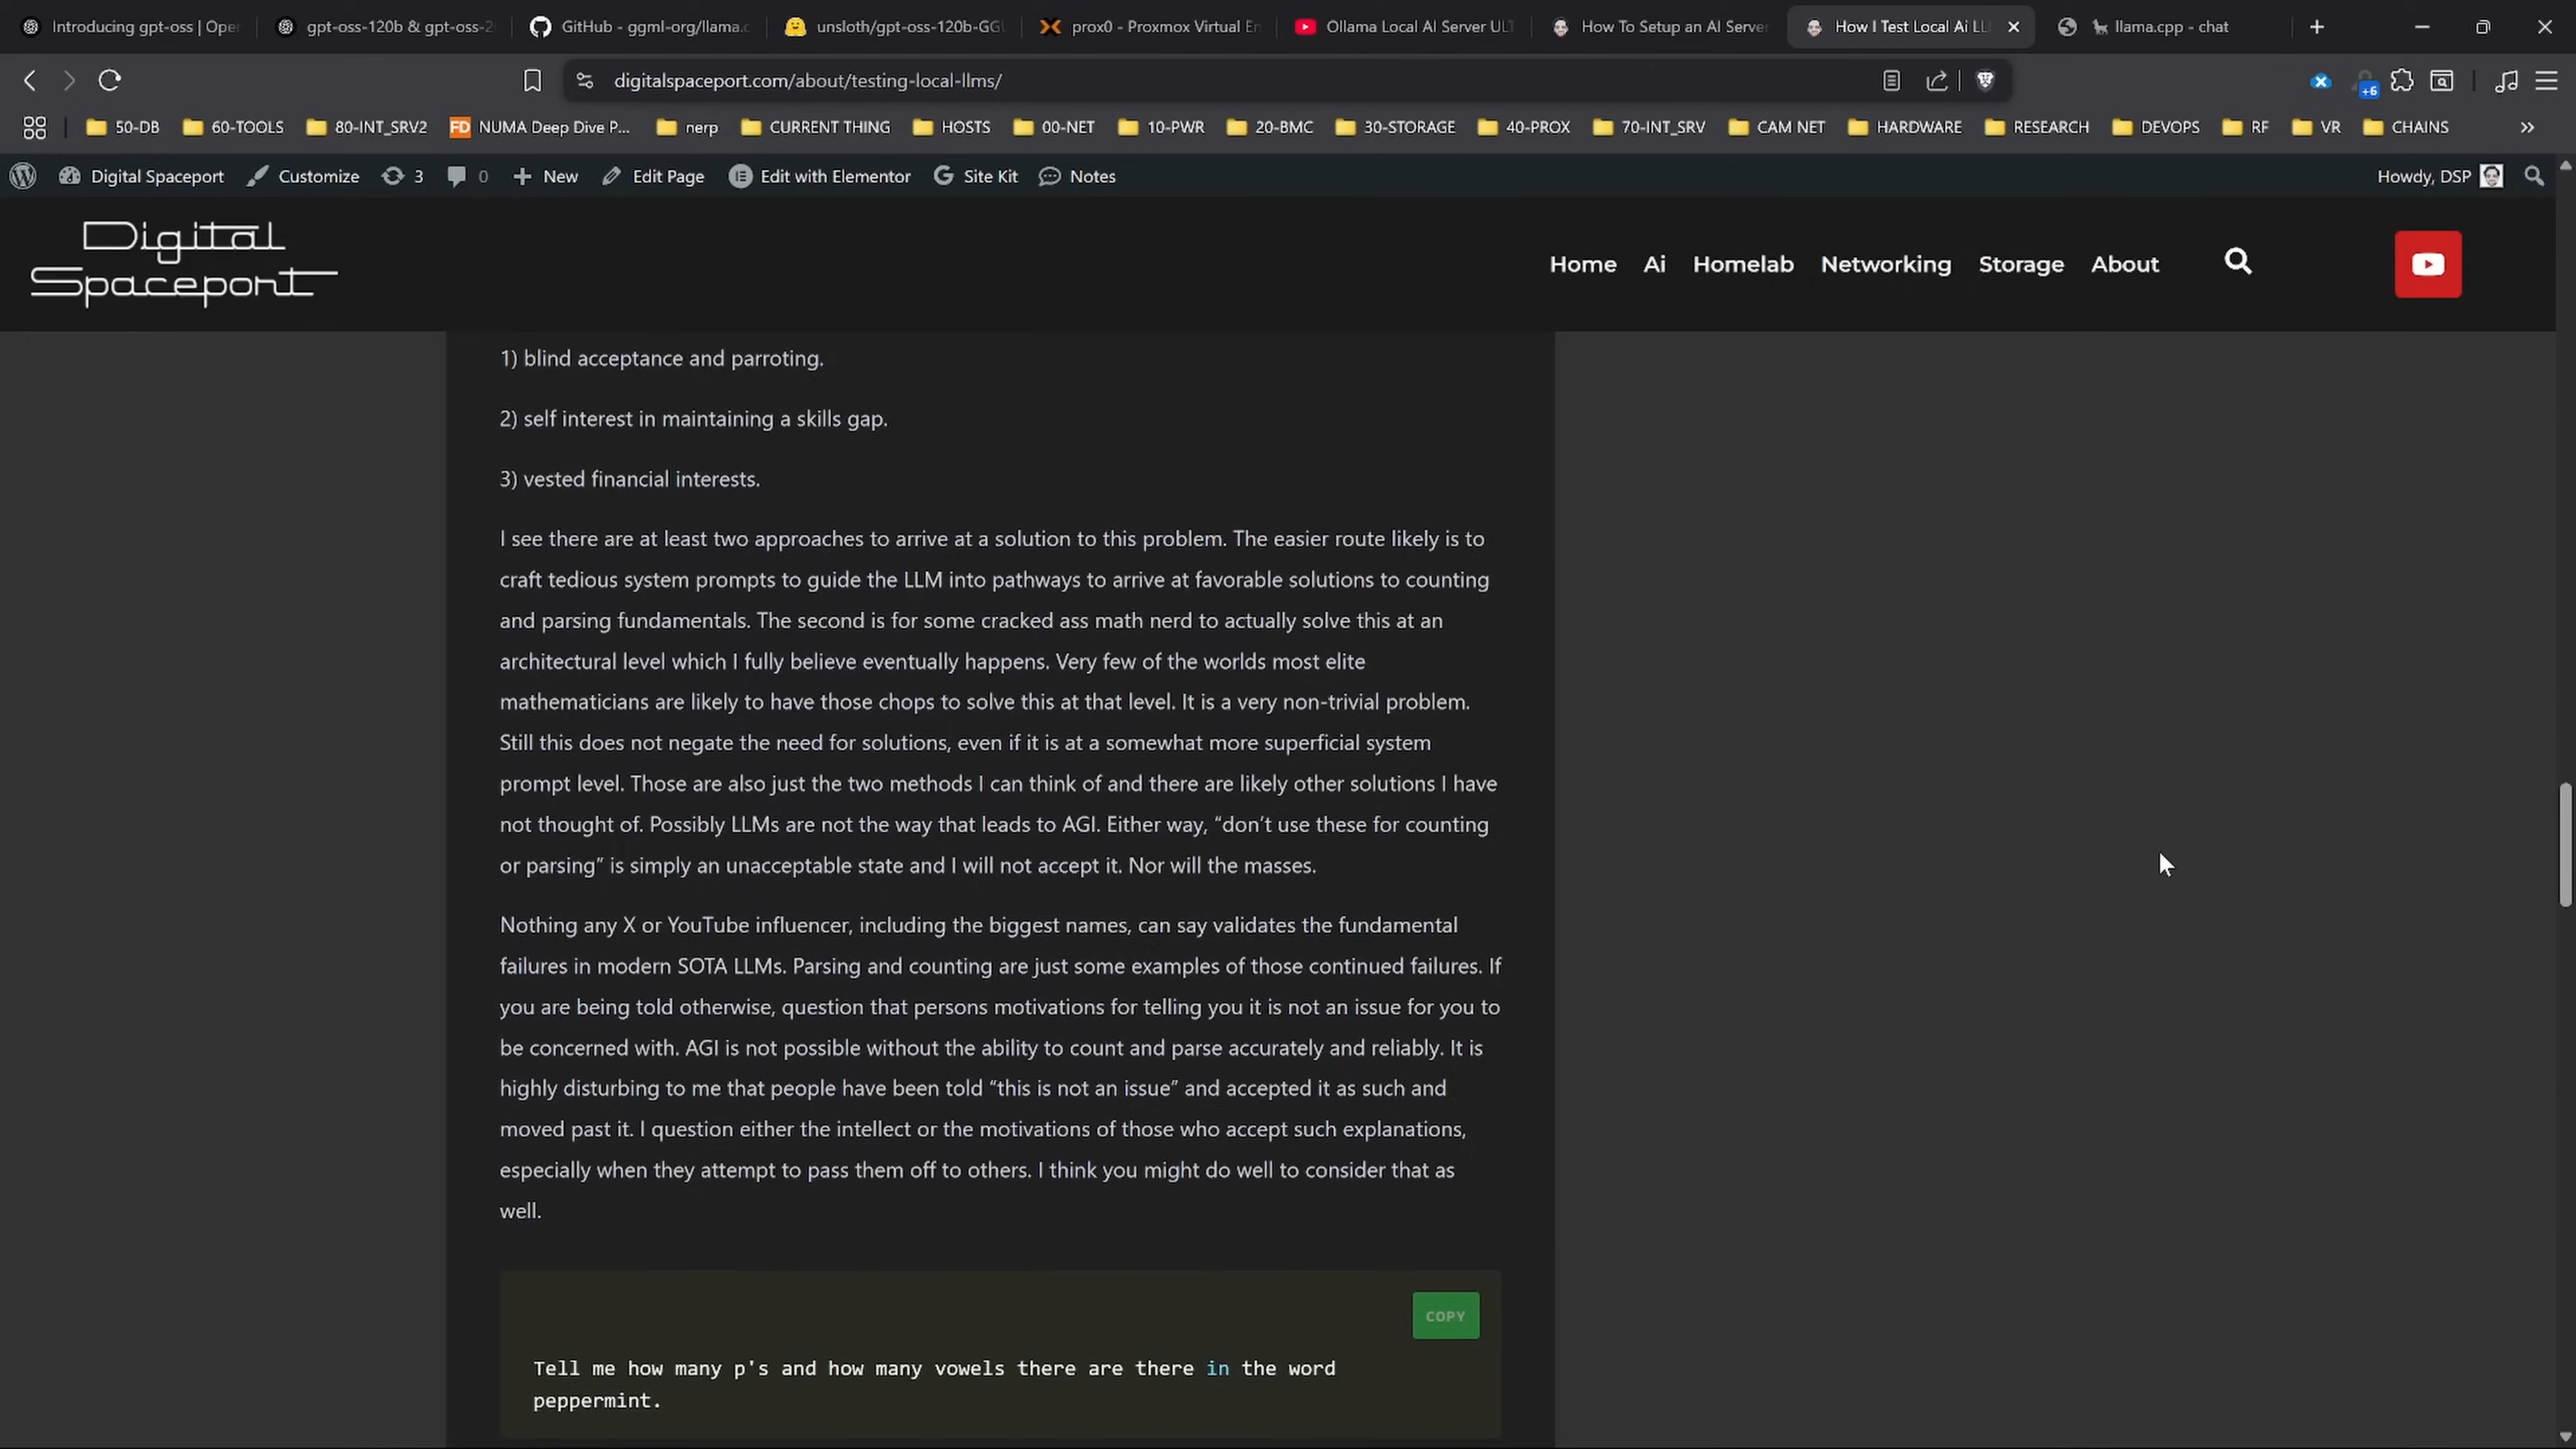 Introducing gpt-oss | Oper
gpt-oss-120b & gpt-oss-2
GitHub - ggml-org/llama.c
unsloth/gpt-oss-120b-GGU
prox0 - Proxmox Virtual En
Ollama Local AI Server ULT
How To Setup an AI Server
How I Test Local Ai LL
llama.cpp - chat
digitalspaceport.com/about/testing-local-llms/
+6
50-DB
60-TOOLS
80-INT_SRV2
FD NUMA Deep Dive P...
nerp
CURRENT THING
HOSTS
00-NET
10-PWR
20-BMC
30-STORAGE
40-PROX
70-INT_SRV
CAM NET
HARDWARE
RESEARCH
DEVOPS
RF
VR
CHAINS
Digital Spaceport
Customize
3
0
New
Edit Page
Edit with Elementor
Site Kit
Notes
Howdy, DSP
Digital
Spaceport
Home Ai Homelab Networking Storage About
1) blind acceptance and parroting.
2) self interest in maintaining a skills gap.
3) vested financial interests.
I see there are at least two approaches to arrive at a solution to this problem. The easier route likely is to
craft tedious system prompts to guide the LLM into pathways to arrive at favorable solutions to counting
and parsing fundamentals. The second is for some cracked ass math nerd to actually solve this at an
architectural level which I fully believe eventually happens. Very few of the worlds most elite
mathematicians are likely to have those chops to solve this at that level. It is a very non-trivial problem.
Still this does not negate the need for solutions, even if it is at a somewhat more superficial system
prompt level. Those are also just the two methods I can think of and there are likely other solutions I have
not thought of. Possibly LLMs are not the way that leads to AGI. Either way, “don’t use these for counting
or parsing” is simply an unacceptable state and I will not accept it. Nor will the masses.
Nothing any X or YouTube influencer, including the biggest names, can say validates the fundamental
failures in modern SOTA LLMs. Parsing and counting are just some examples of those continued failures. If
you are being told otherwise, question that persons motivations for telling you it is not an issue for you to
be concerned with. AGI is not possible without the ability to count and parse accurately and reliably. It is
highly disturbing to me that people have been told “this is not an issue” and accepted it as such and
moved past it. I question either the intellect or the motivations of those who accept such explanations,
especially when they attempt to pass them off to others. I think you might do well to consider that as
well.
COPY
Tell me how many p's and how many vowels there are there in the word
peppermint.